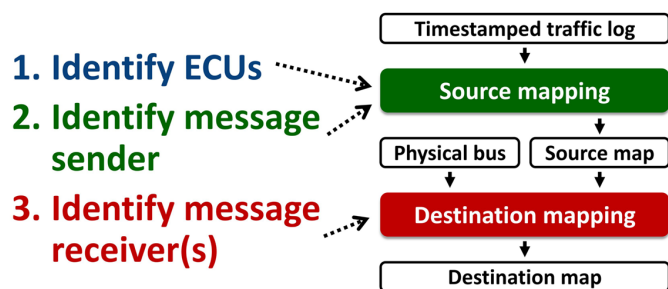 1. Identify ECUs
2. Identify message
sender
3. Identify message
receiver(s)
Timestamped traffic log
Source mapping
Physical bus
Source map
Destination mapping
Destination map